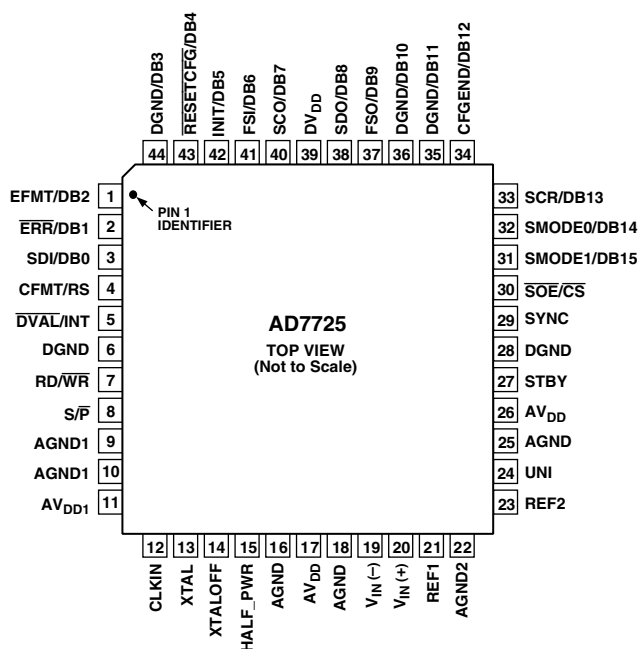 DGND/DB3
RESETCFG/DB4
INIT/DB5
FSI/DB6
SCO/DB7
DVDD
SDO/DB8
FSO/DB9
DGND/DB10
DGND/DB11
CFGEND/DB12
44 43 42 41 40 39 38 37 36 35 34
EFMT/DB2 1
ERR/DB1 2
SDI/DB0 3
CFMT/RS 4
DVAL/INT 5
DGND 6
RD/WR 7
S/P 8
AGND1 9
AGND1 10
AVDD1 11
PIN 1
IDENTIFIER
AD7725
TOP VIEW
(Not to Scale)
33 SCR/DB13
32 SMODE0/DB14
31 SMODE1/DB15
30 SOE/CS
29 SYNC
28 DGND
27 STBY
26 AVDD
25 AGND
24 UNI
23 REF2
12 13 14 15 16 17 18 19 20 21 22
CLKIN
XTAL
XTALOFF
HALF_PWR
AGND
AVDD
AGND
VIN(–)
VIN(+)
REF1
AGND2